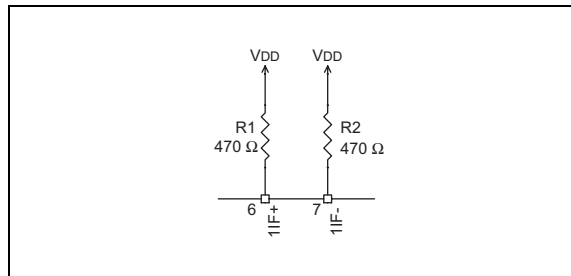 VDD VDD
R1 R2
470 Ω 470 Ω
6 7
1IF+ 1IF-